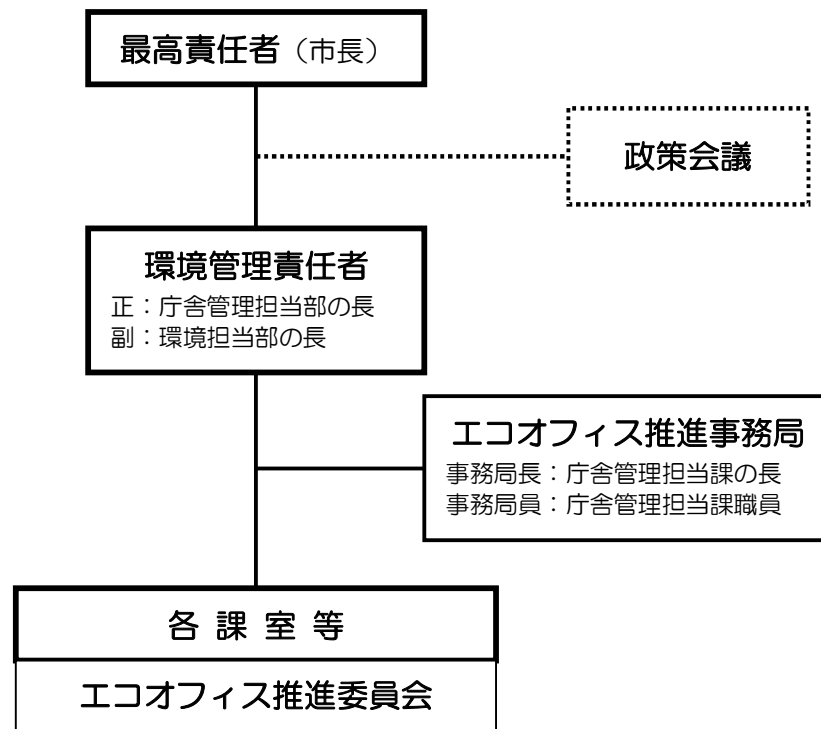 最高責任者（市長）
政策会議
環境管理責任者
正：庁舎管理担当部の長
副：環境担当部の長
エコオフィス推進事務局
事務局長：庁舎管理担当課の長
事務局員：庁舎管理担当課職員
各課室等
エコオフィス推進委員会